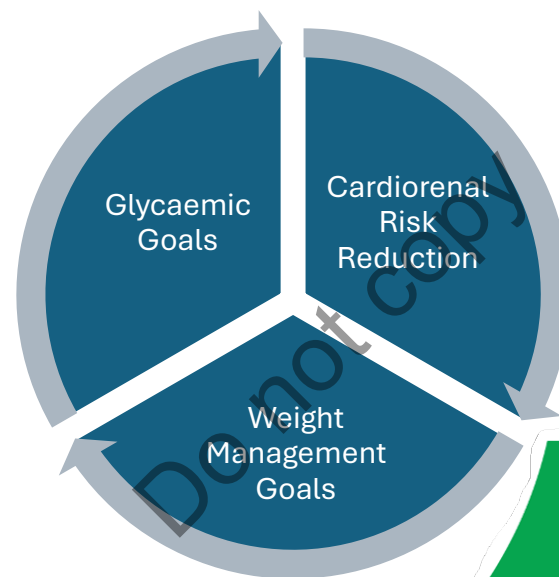 Glycaemic
Goals
Cardiorenal
Risk
Reduction
Weight
Management
Goals
Do not copy